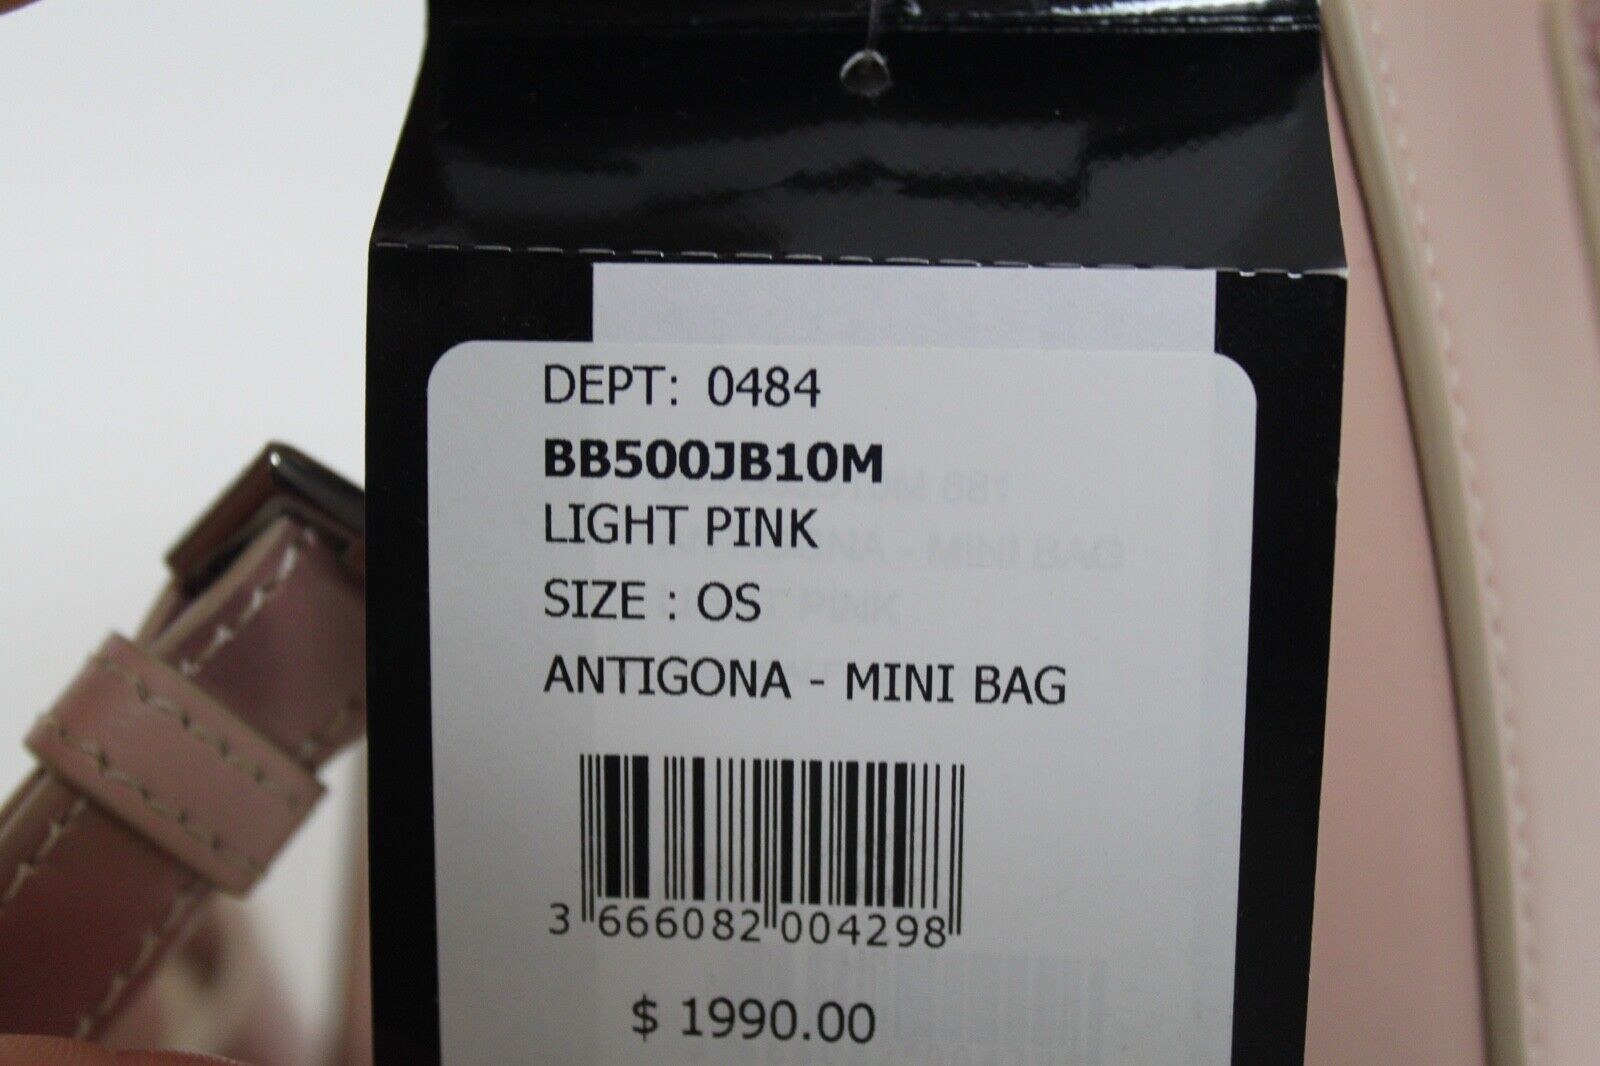 DEPT: 0484
BB500JB10M
LIGHT PINK
SIZE : OS
ANTIGONA - MINI BAG
3 666082 004298
$ 1990.00